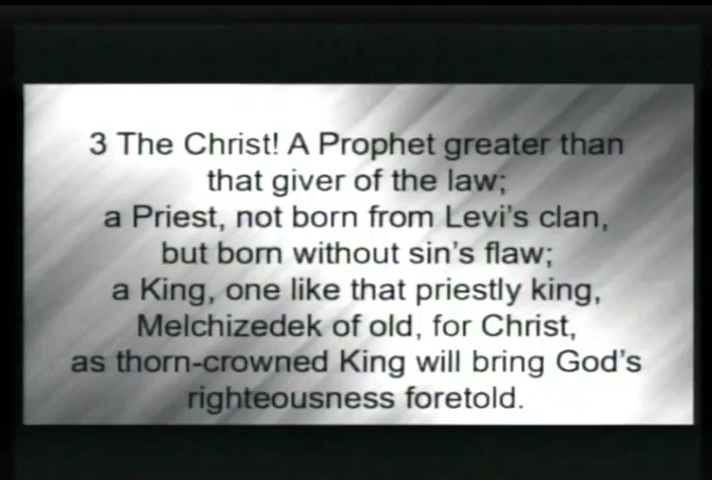 3 The Christ! A Prophet greater than
that giver of the law;
a Priest, not born from Levi's clan,
but born without sin's flaw;
a King, one like that priestly king,
Melchizedek of old, for Christ,
as thorn-crowned King will bring God's
righteousness foretold.